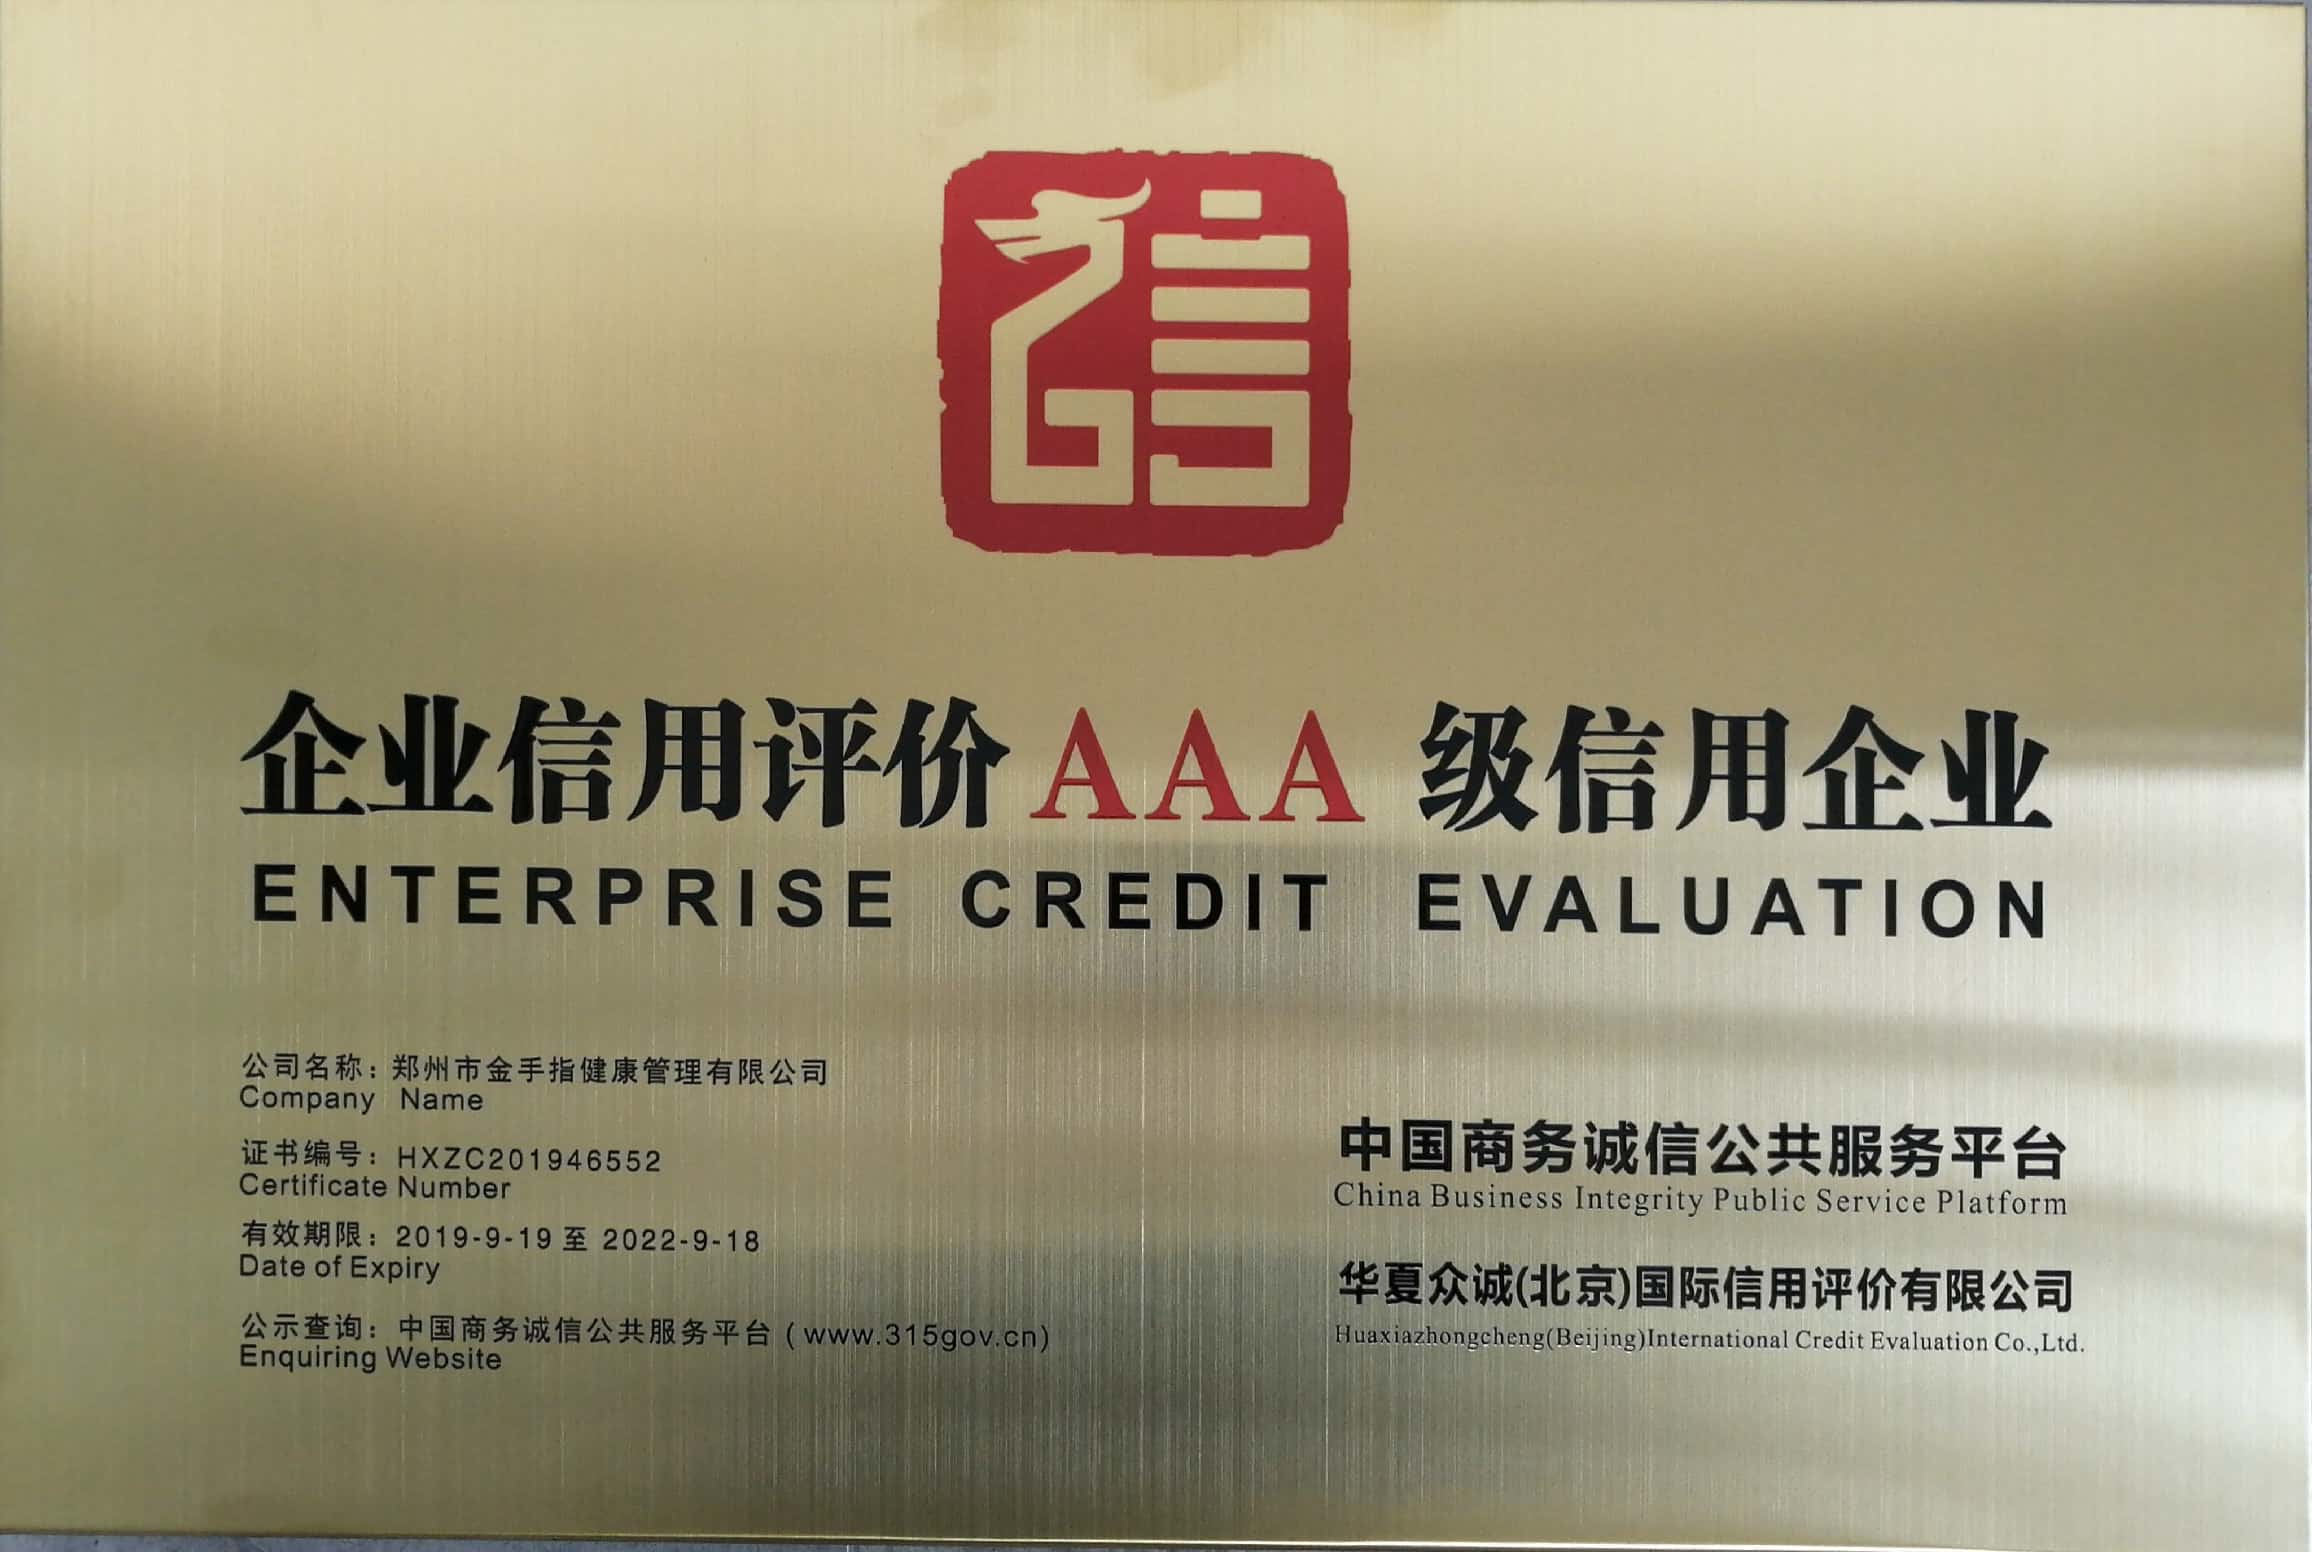 信
企业信用评价AAA级信用企业
ENTERPRISE CREDIT EVALUATION
公司名称：郑州市金手指健康管理有限公司
Company Name
证书编号：HXZC201946552
Certificate Number
有效期限：2019-9-19 至 2022-9-18
Date of Expiry
公示查询：中国商务诚信公共服务平台 (www.315gov.cn)
Enquiring Website
中国商务诚信公共服务平台
China Business Integrity Public Service Platform
华夏众诚(北京)国际信用评价有限公司
Huaxiazhongcheng(Beijing)International Credit Evaluation Co.,Ltd.